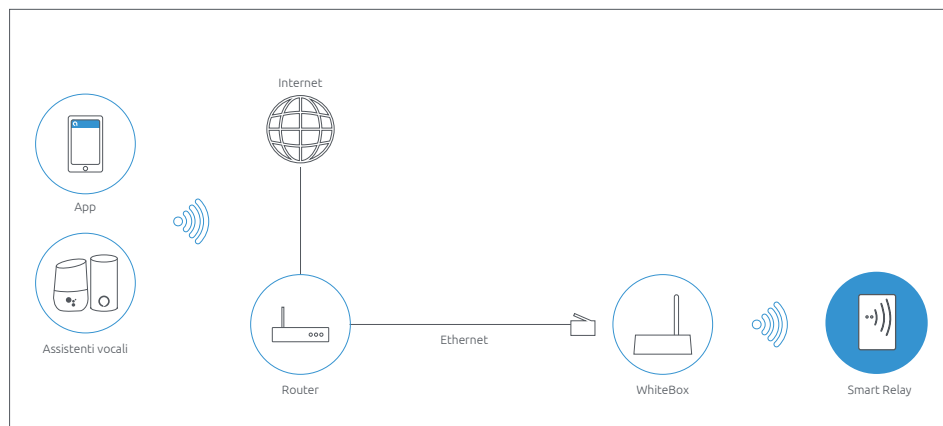 Internet
App
Assistenti vocali
Router
Ethernet
WhiteBox
Smart Relay